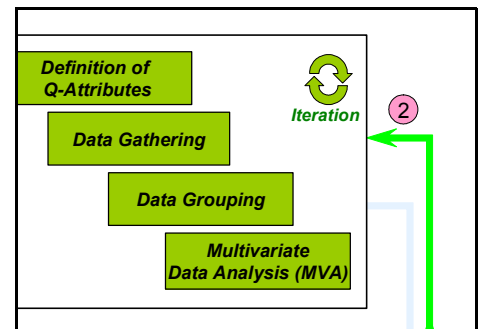 Definition of
Q-Attributes
Iteration
2
Data Gathering
Data Grouping
Multivariate
Data Analysis (MVA)